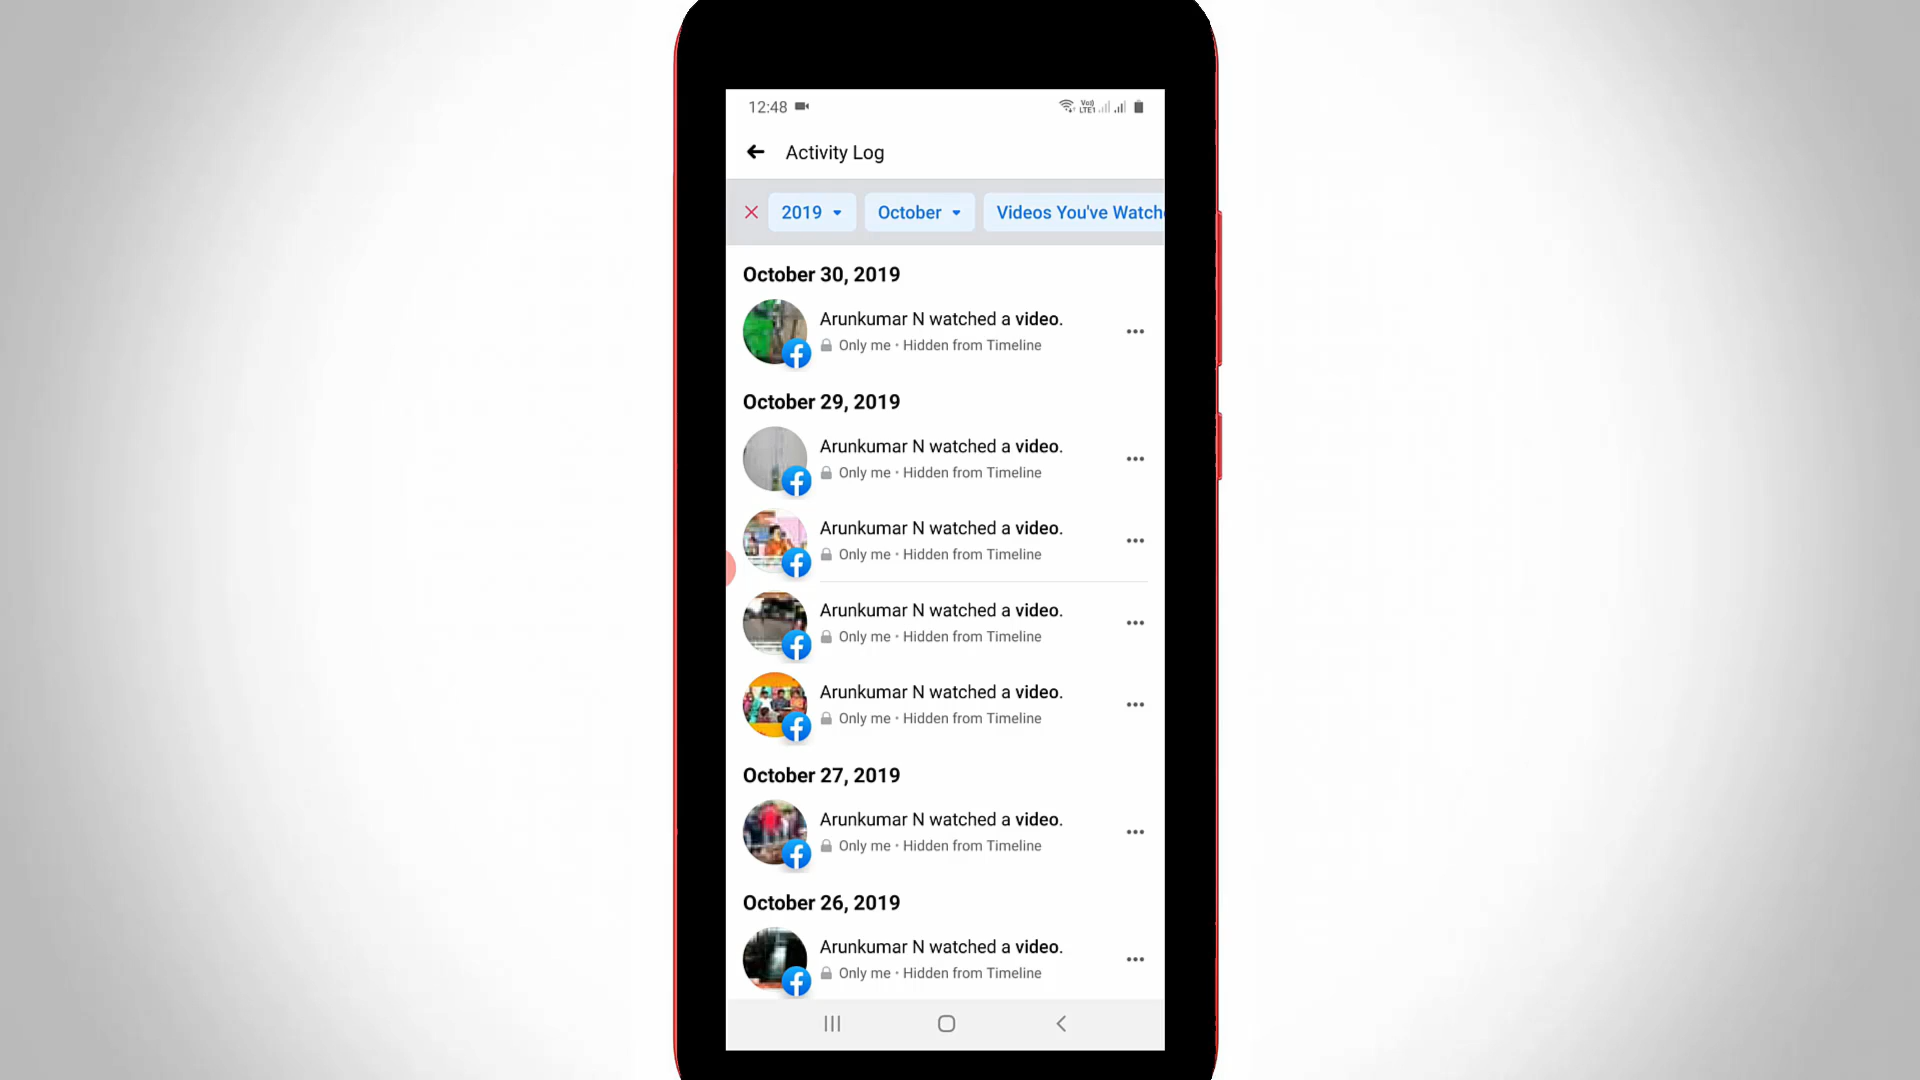 12:48
Vo) LTE1
Activity Log
2019
October
Videos You've Watch
October 30, 2019
Arunkumar N watched a video.
Only me · Hidden from Timeline
October 29, 2019
Arunkumar N watched a video.
Only me · Hidden from Timeline
Arunkumar N watched a video.
Only me · Hidden from Timeline
Arunkumar N watched a video.
Only me · Hidden from Timeline
Arunkumar N watched a video.
Only me · Hidden from Timeline
October 27, 2019
Arunkumar N watched a video.
Only me · Hidden from Timeline
October 26, 2019
Arunkumar N watched a video.
Only me · Hidden from Timeline